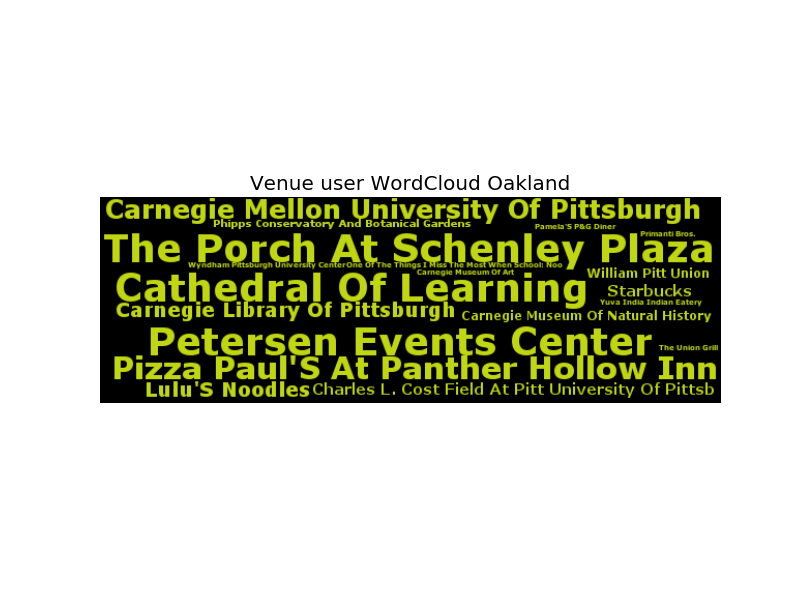 Venue user WordCloud Oakland
Carnegie Mellon University Of Pittsburgh
Phipps Conservatory And Botanical Gardens
Pamela'S P&G Diner
Primanti Bros.
The Porch At Schenley Plaza
Wyndham Pittsburgh University Center
One Of The Things I Miss The Most When School: Noo
Carnegie Museum Of Art
William Pitt Union
Cathedral Of Learning
Starbucks
Yuva India Indian Eatery
Carnegie Library Of Pittsburgh
Carnegie Museum Of Natural History
Petersen Events Center
The Union Grill
Pizza Paul'S At Panther Hollow Inn
Lulu'S Noodles
Charles L. Cost Field At Pitt University Of Pittsb